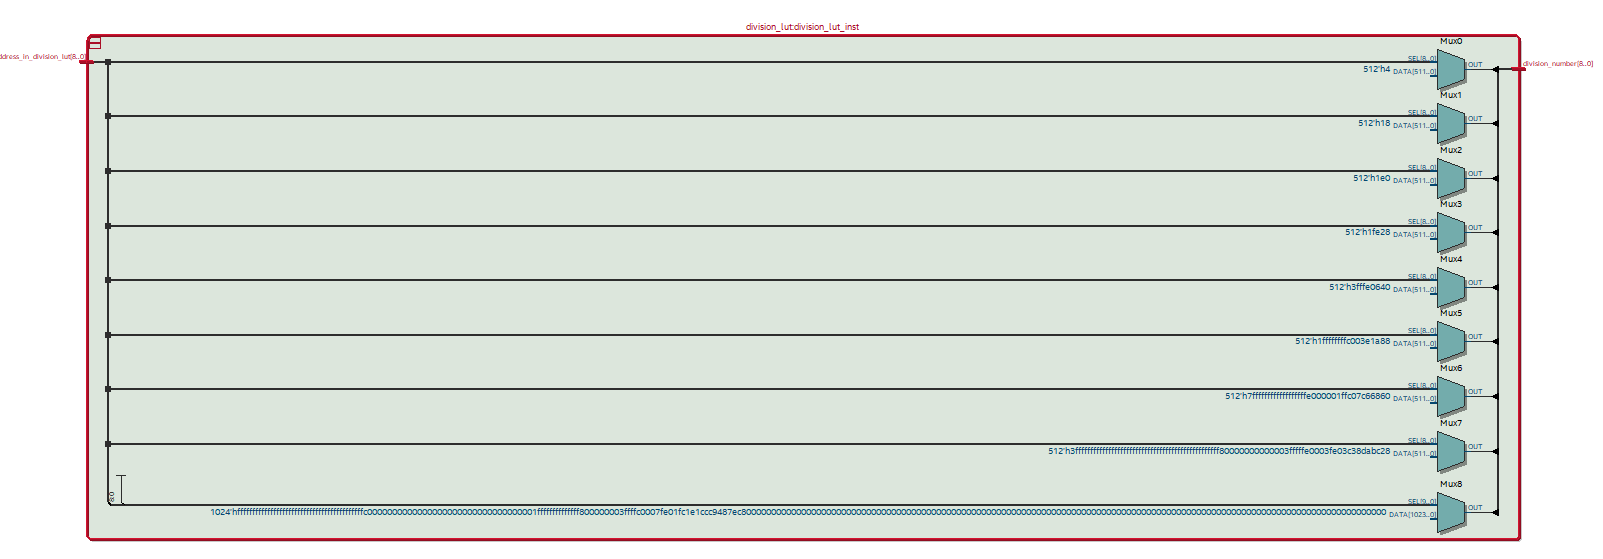 division_lut:division_lut_inst
ddress_in_division_lut[8..0]
division_number[8..0]
Mux0
SEL[8..0]
512'h4
DATA[511..0]
OUT
Mux1
SEL[8..0]
512'h18
DATA[511..0]
OUT
Mux2
SEL[8..0]
512'h1e0
DATA[511..0]
OUT
Mux3
SEL[8..0]
512'h1fe28
DATA[511..0]
OUT
Mux4
SEL[8..0]
512'h3fffe0640
DATA[511..0]
OUT
Mux5
SEL[8..0]
512'h1ffffffffc003e1a88
DATA[511..0]
OUT
Mux6
SEL[8..0]
DATA[511..0]
OUT
Mux7
SEL[8..0]
DATA[511..0]
OUT
Mux8
SEL[9..0]
DATA[1023..0]
OUT